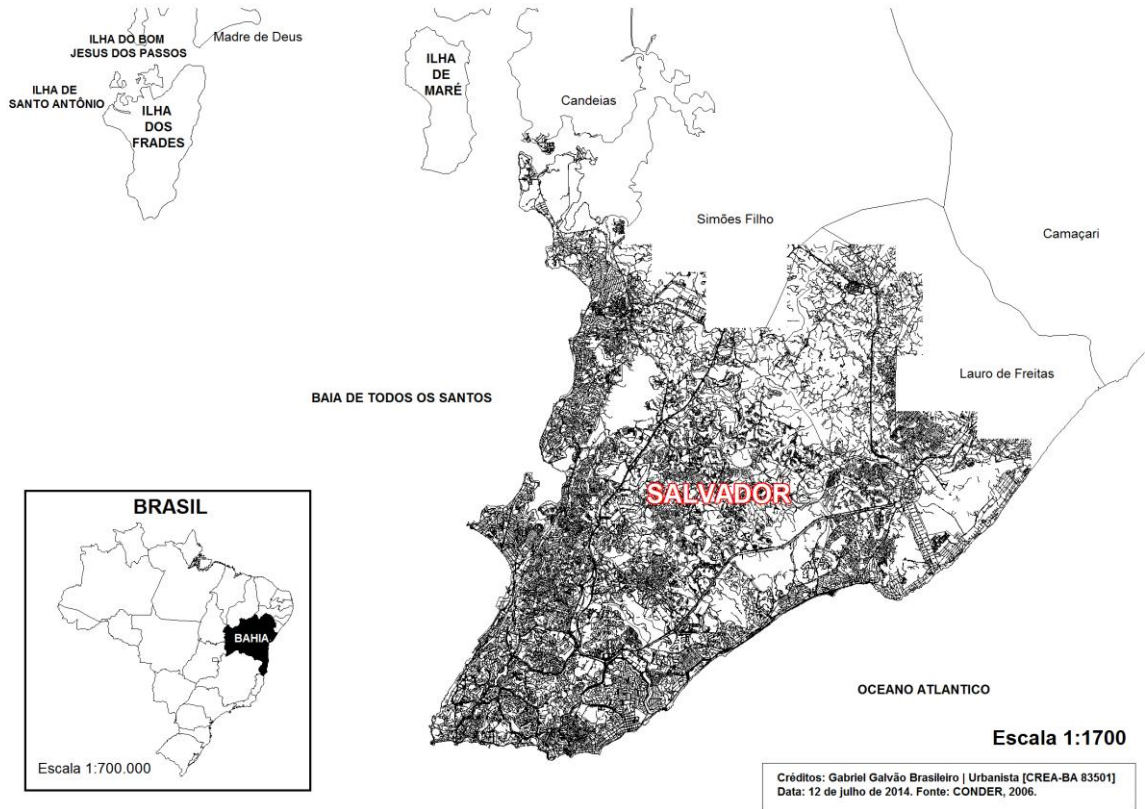 ILHA DO BOM
JESUS DOS PASSOS
Madre de Deus
ILHA DE
SANTO ANTÔNIO
ILHA
DOS
FRADES
ILHA
DE
MARÉ
Candeias
Simões Filho
Camaçari
Lauro de Freitas
BAIA DE TODOS OS SANTOS
SALVADOR
BRASIL
BAHIA
Escala 1:700.000
OCEANO ATLANTICO
Escala 1:1700
Créditos: Gabriel Galvão Brasileiro | Urbanista [CREA-BA 83501]
Data: 12 de julho de 2014. Fonte: CONDER, 2006.